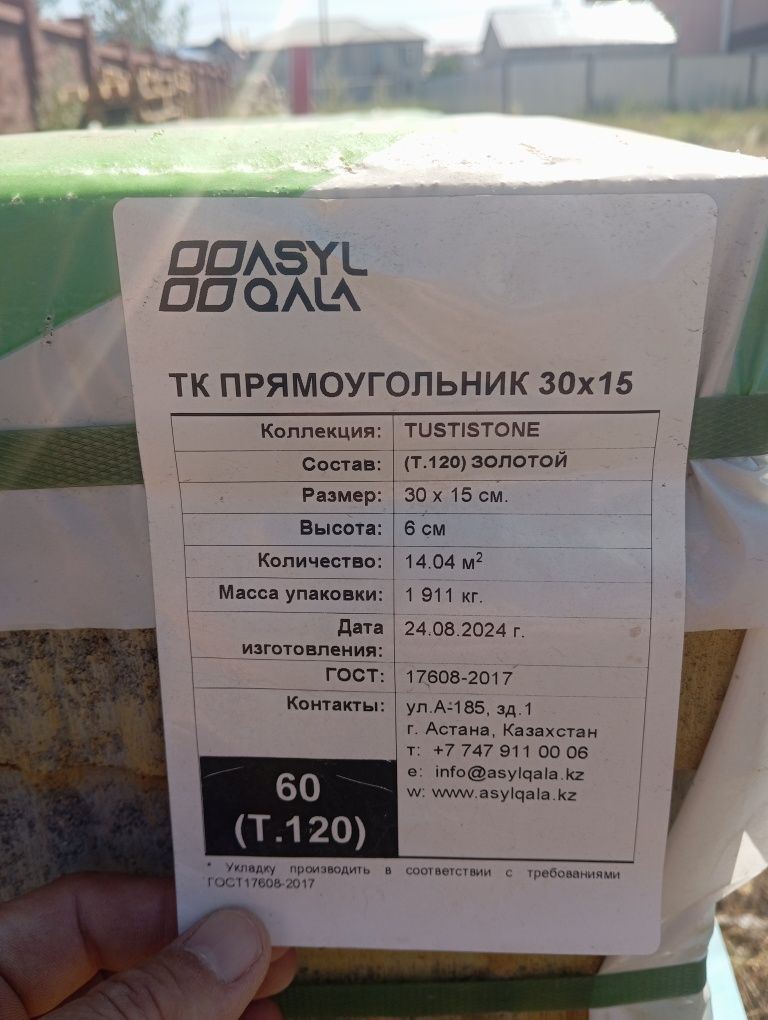 ASYL
QALA
ТК ПРЯМОУГОЛЬНИК 30х15
Коллекция: TUSTISTONE
Состав: (Т.120) ЗОЛОТОЙ
Размер: 30 х 15 см.
Высота: 6 см
Количество: 14.04 м²
Масса упаковки: 1 911 кг.
Дата
изготовления: 24.08.2024 г.
ГОСТ: 17608-2017
Контакты: ул.А-185, зд.1
г. Астана, Казахстан
т: +7 747 911 00 06
e: info@asylqala.kz
w: www.asylqala.kz
60
(Т.120)
* Укладку производить в соответствии с требованиями
ГОСТ17608-2017